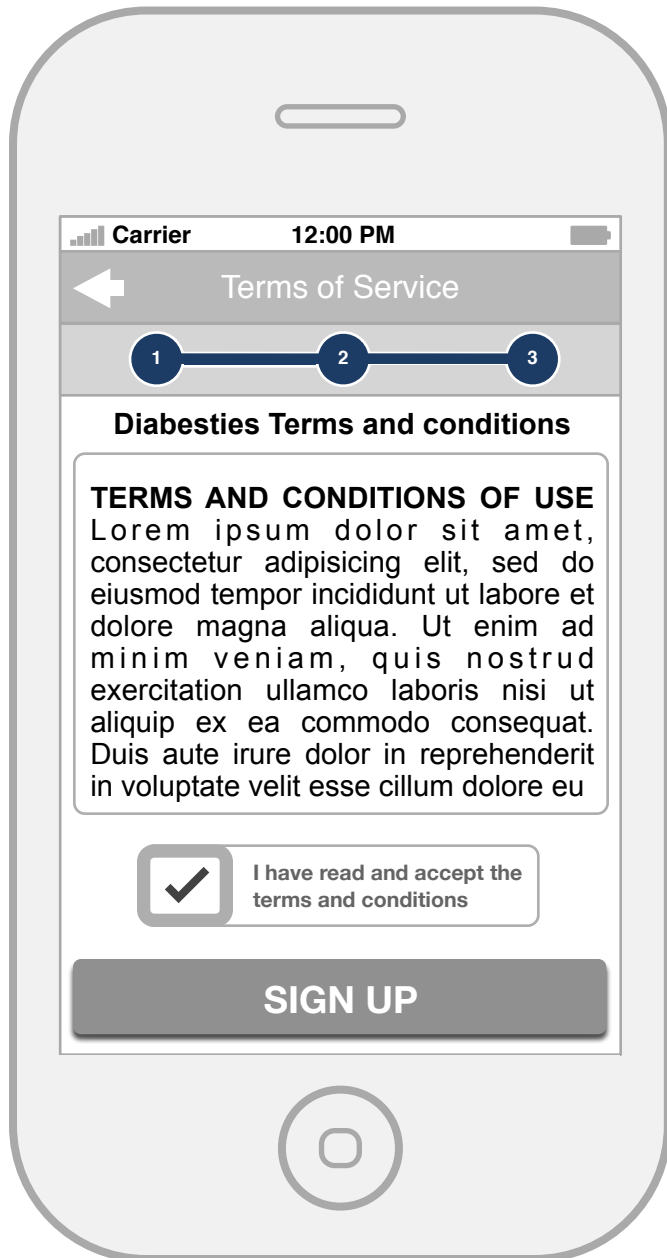 Carrier 12:00 PM
Terms of Service
1 2 3
Diabesties Terms and conditions
TERMS AND CONDITIONS OF USE
Lorem ipsum dolor sit amet,
consectetur adipisicing elit, sed do
eiusmod tempor incididunt ut labore et
dolore magna aliqua. Ut enim ad
minim veniam, quis nostrud
exercitation ullamco laboris nisi ut
aliquip ex ea commodo consequat.
Duis aute irure dolor in reprehenderit
in voluptate velit esse cillum dolore eu
I have read and accept the
terms and conditions
SIGN UP